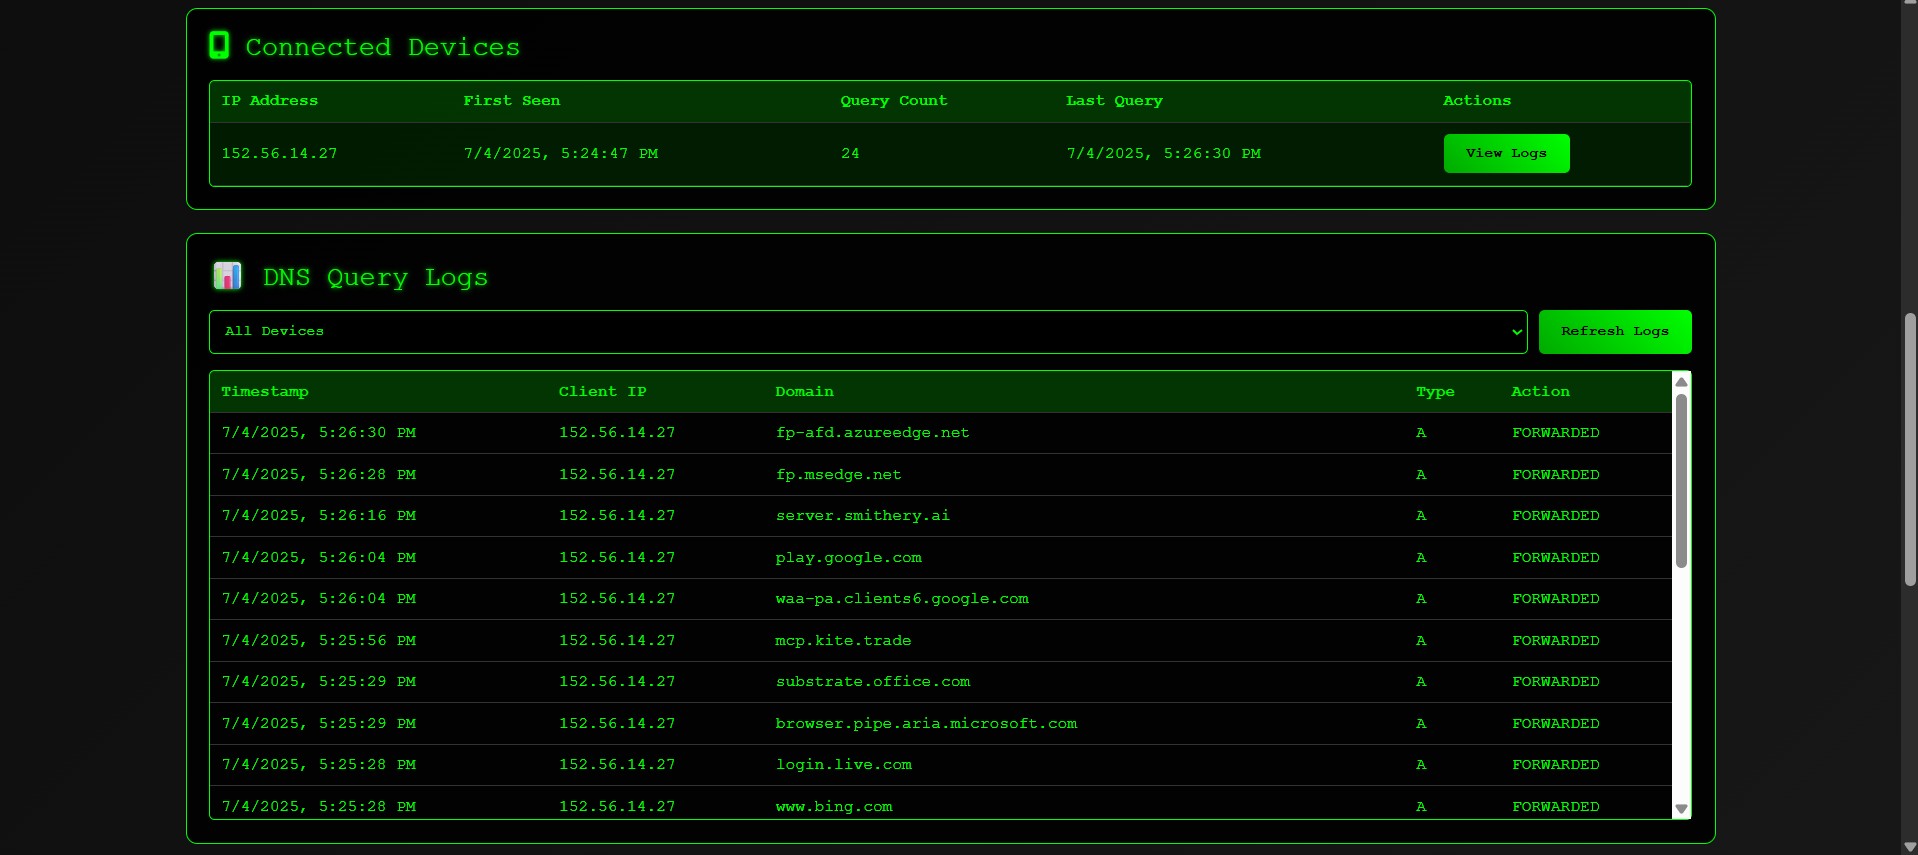 Connected Devices
IP Address First Seen Query Count Last Query Actions
152.56.14.27 7/4/2025, 5:24:47 PM 24 7/4/2025, 5:26:30 PM View Logs
DNS Query Logs
All Devices Refresh Logs
Timestamp Client IP Domain Type Action
7/4/2025, 5:26:30 PM 152.56.14.27 fp-afd.azureedge.net A FORWARDED
7/4/2025, 5:26:28 PM 152.56.14.27 fp.msedge.net A FORWARDED
7/4/2025, 5:26:16 PM 152.56.14.27 server.smithery.ai A FORWARDED
7/4/2025, 5:26:04 PM 152.56.14.27 play.google.com A FORWARDED
7/4/2025, 5:26:04 PM 152.56.14.27 waa-pa.clients6.google.com A FORWARDED
7/4/2025, 5:25:56 PM 152.56.14.27 mcp.kite.trade A FORWARDED
7/4/2025, 5:25:29 PM 152.56.14.27 substrate.office.com A FORWARDED
7/4/2025, 5:25:29 PM 152.56.14.27 browser.pipe.aria.microsoft.com A FORWARDED
7/4/2025, 5:25:28 PM 152.56.14.27 login.live.com A FORWARDED
7/4/2025, 5:25:28 PM 152.56.14.27 www.bing.com A FORWARDED